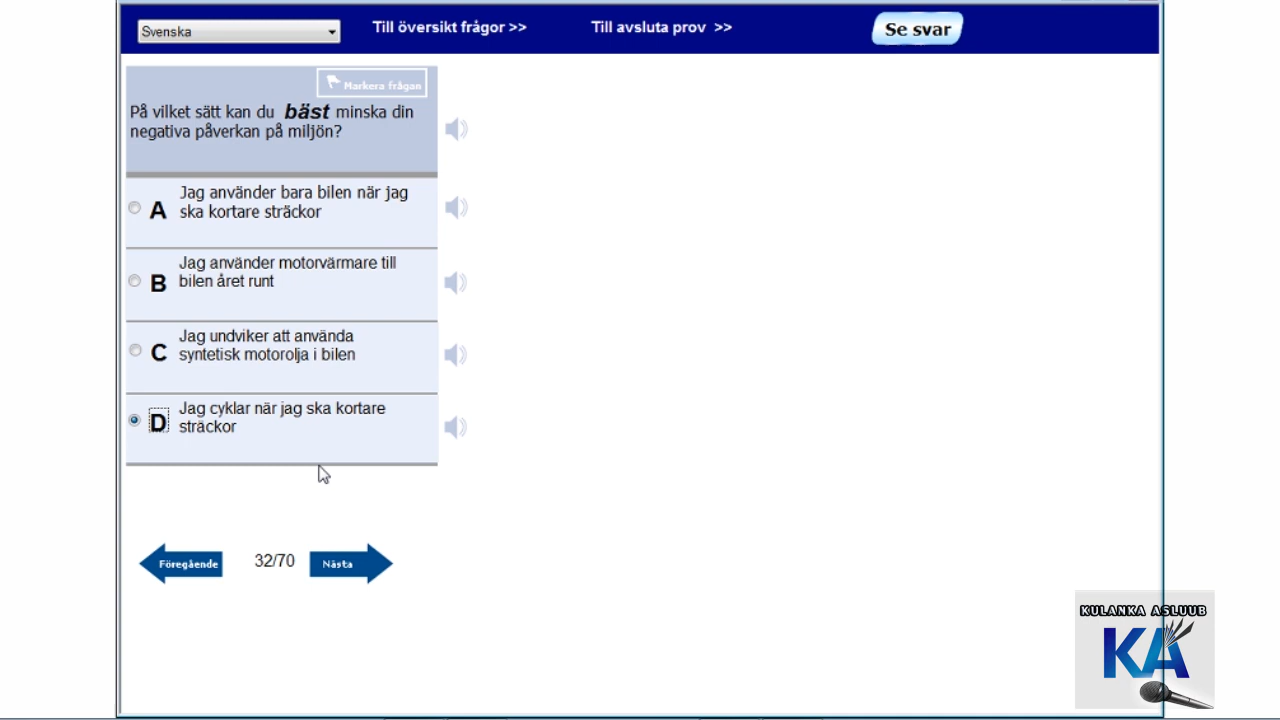 Svenska
Till översikt frågor >>
Till avsluta prov >>
Se svar
Markera frågan
På vilket sätt kan du bäst minska din
negativa påverkan på miljön?
A
Jag använder bara bilen när jag
ska kortare sträckor
B
Jag använder motorvärmare till
bilen året runt
C
Jag undviker att använda
syntetisk motorolja i bilen
D
Jag cyklar när jag ska kortare
sträckor
Föregående
32/70
Nästa
KULANKA ASLUUB
KA